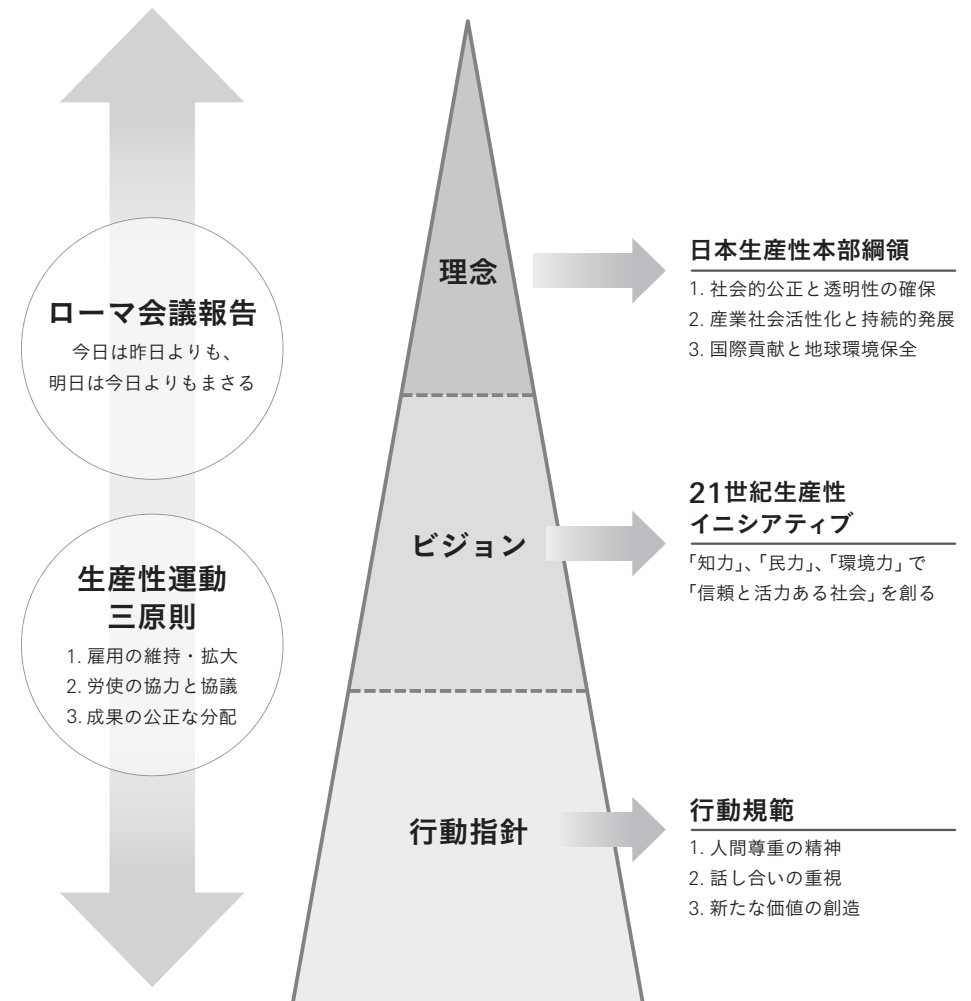 ローマ会議報告
今日は昨日よりも、
明日は今日よりもまさる
生産性運動
三原則
1. 雇用の維持・拡大
2. 労使の協力と協議
3. 成果の公正な分配
理念
ビジョン
行動指針
日本生産性本部綱領
1. 社会的公正と透明性の確保
2. 産業社会活性化と持続的発展
3. 国際貢献と地球環境保全
21世紀生産性
イニシアティブ
「知力」、「民力」、「環境力」で
「信頼と活力ある社会」を創る
行動規範
1. 人間尊重の精神
2. 話し合いの重視
3. 新たな価値の創造